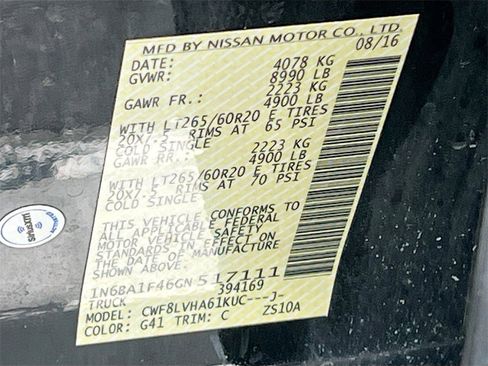 MFD BY NISSAN MOTOR CO., LTD.
DATE: 08/16
GVWR: 4078 KG
8990 LB
GAWR FR.: 2223 KG
4900 LB
WITH LT265/60R20 E TIRES
20X7.5 RIMS AT 65 PSI
COLD SINGLE
GAWR RR.: 2223 KG
4900 LB
WITH LT265/60R20 E TIRES
20X7.5 RIMS AT 70 PSI
COLD SINGLE
THIS VEHICLE CONFORMS TO
ALL APPLICABLE FEDERAL
MOTOR VEHICLE SAFETY
STANDARDS IN EFFECT ON
THE DATE OF MANUFACTURE
SHOWN ABOVE.
1N6BA1F46GN517111
TRUCK 394169
MODEL: CWF8LVHA61KUC---J-
COLOR: G41 TRIM: C ZS10A
siriusxm